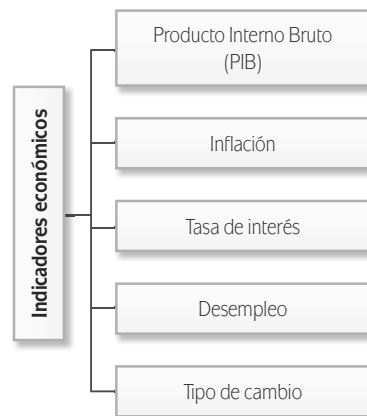 Indicadores económicos
Producto Interno Bruto
(PIB)
Inflación
Tasa de interés
Desempleo
Tipo de cambio